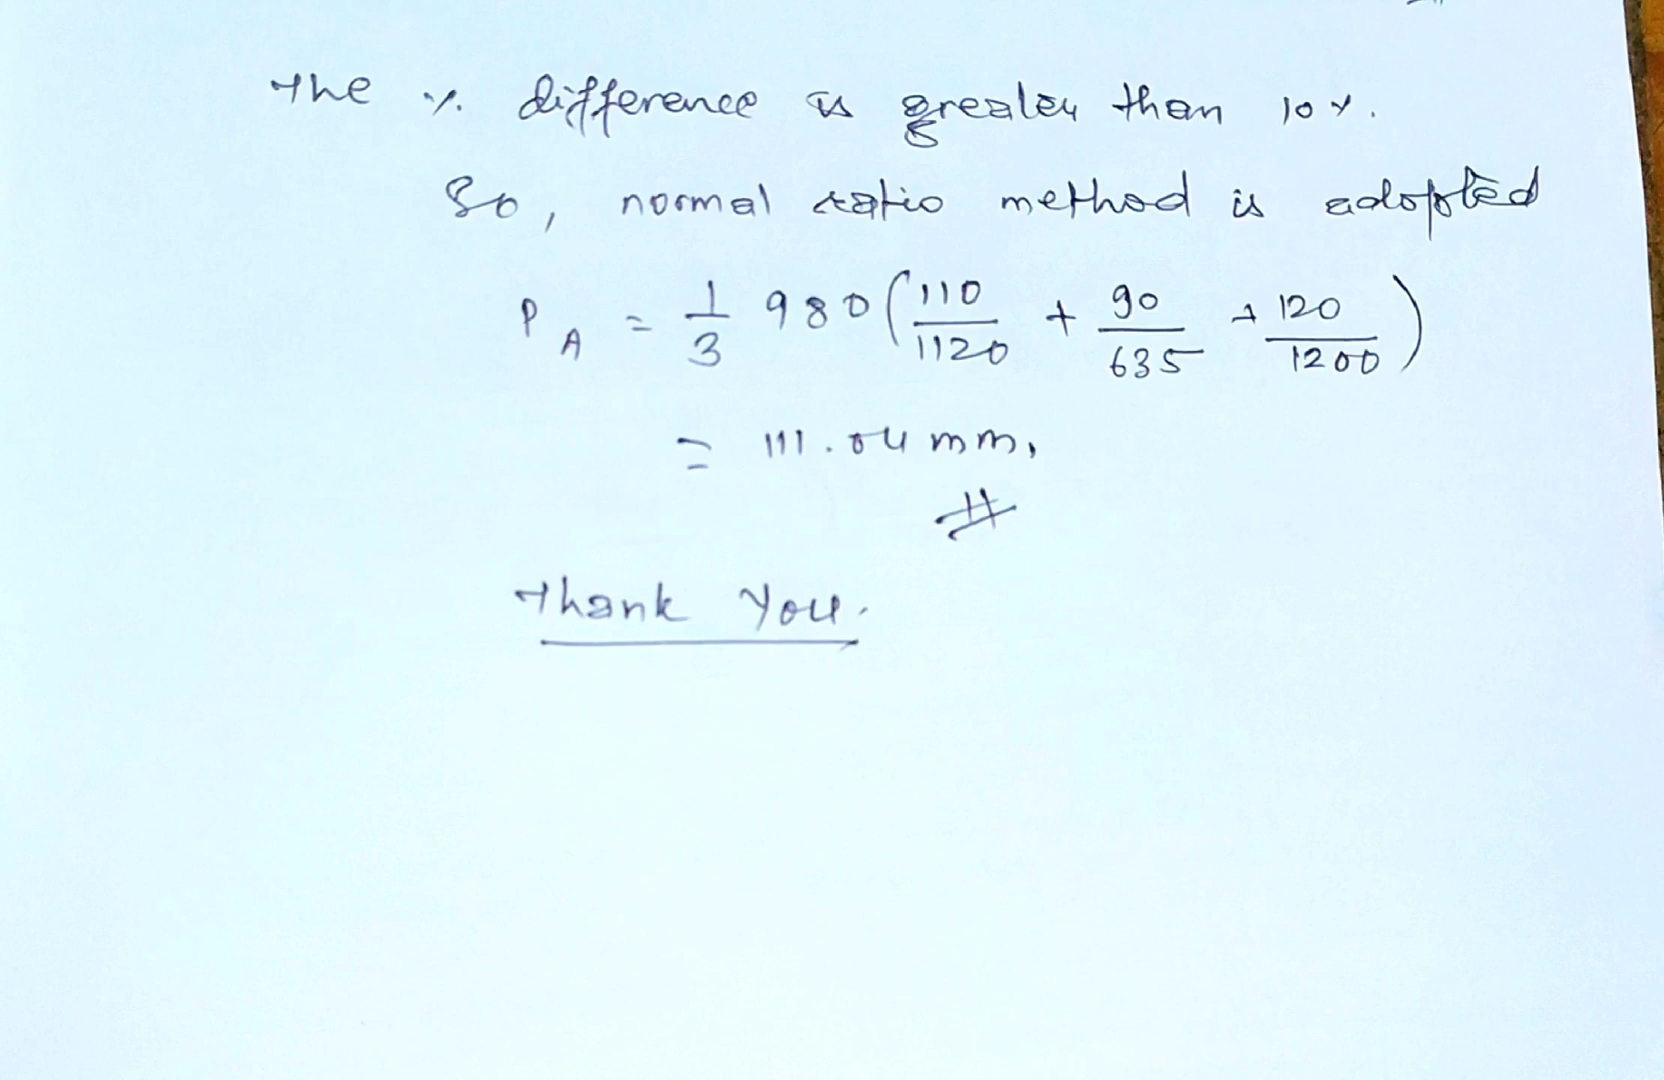 The % difference is greater than 10%.
So, normal ratio method is adopted
P_A = 1/3 980 (110/1120 + 90/635 + 120/1200)
= 111.04 mm,
#
Thank You.